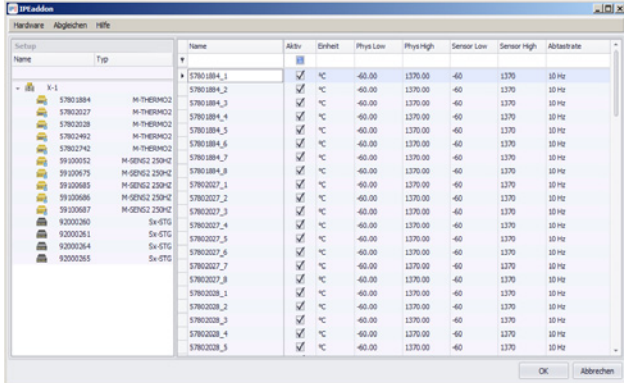 IPEaddon
Hardware Abgleichen Hilfe
Setup
Name Typ
X-1
57801884 M-THERMO2
57802027 M-THERMO2
57802028 M-THERMO2
57802492 M-THERMO2
57802742 M-THERMO2
59100052 M-SENS2 250HZ
59100675 M-SENS2 250HZ
59100685 M-SENS2 250HZ
59100686 M-SENS2 250HZ
59100687 M-SENS2 250HZ
92000260 Sx-STG
92000261 Sx-STG
92000264 Sx-STG
92000265 Sx-STG
Name Aktiv Einheit Phys Low Phys High Sensor Low Sensor High Abtastrate
57801884_1 °C -60.00 1370.00 -60 1370 10 Hz
57801884_2 °C -60.00 1370.00 -60 1370 10 Hz
57801884_3 °C -60.00 1370.00 -60 1370 10 Hz
57801884_4 °C -60.00 1370.00 -60 1370 10 Hz
57801884_5 °C -60.00 1370.00 -60 1370 10 Hz
57801884_6 °C -60.00 1370.00 -60 1370 10 Hz
57801884_7 °C -60.00 1370.00 -60 1370 10 Hz
57801884_8 °C -60.00 1370.00 -60 1370 10 Hz
57802027_1 °C -60.00 1370.00 -60 1370 10 Hz
57802027_2 °C -60.00 1370.00 -60 1370 10 Hz
57802027_3 °C -60.00 1370.00 -60 1370 10 Hz
57802027_4 °C -60.00 1370.00 -60 1370 10 Hz
57802027_5 °C -60.00 1370.00 -60 1370 10 Hz
57802027_6 °C -60.00 1370.00 -60 1370 10 Hz
57802027_7 °C -60.00 1370.00 -60 1370 10 Hz
57802027_8 °C -60.00 1370.00 -60 1370 10 Hz
57802028_1 °C -60.00 1370.00 -60 1370 10 Hz
57802028_2 °C -60.00 1370.00 -60 1370 10 Hz
57802028_3 °C -60.00 1370.00 -60 1370 10 Hz
57802028_4 °C -60.00 1370.00 -60 1370 10 Hz
57802028_5 °C -60.00 1370.00 -60 1370 10 Hz
OK Abbrechen